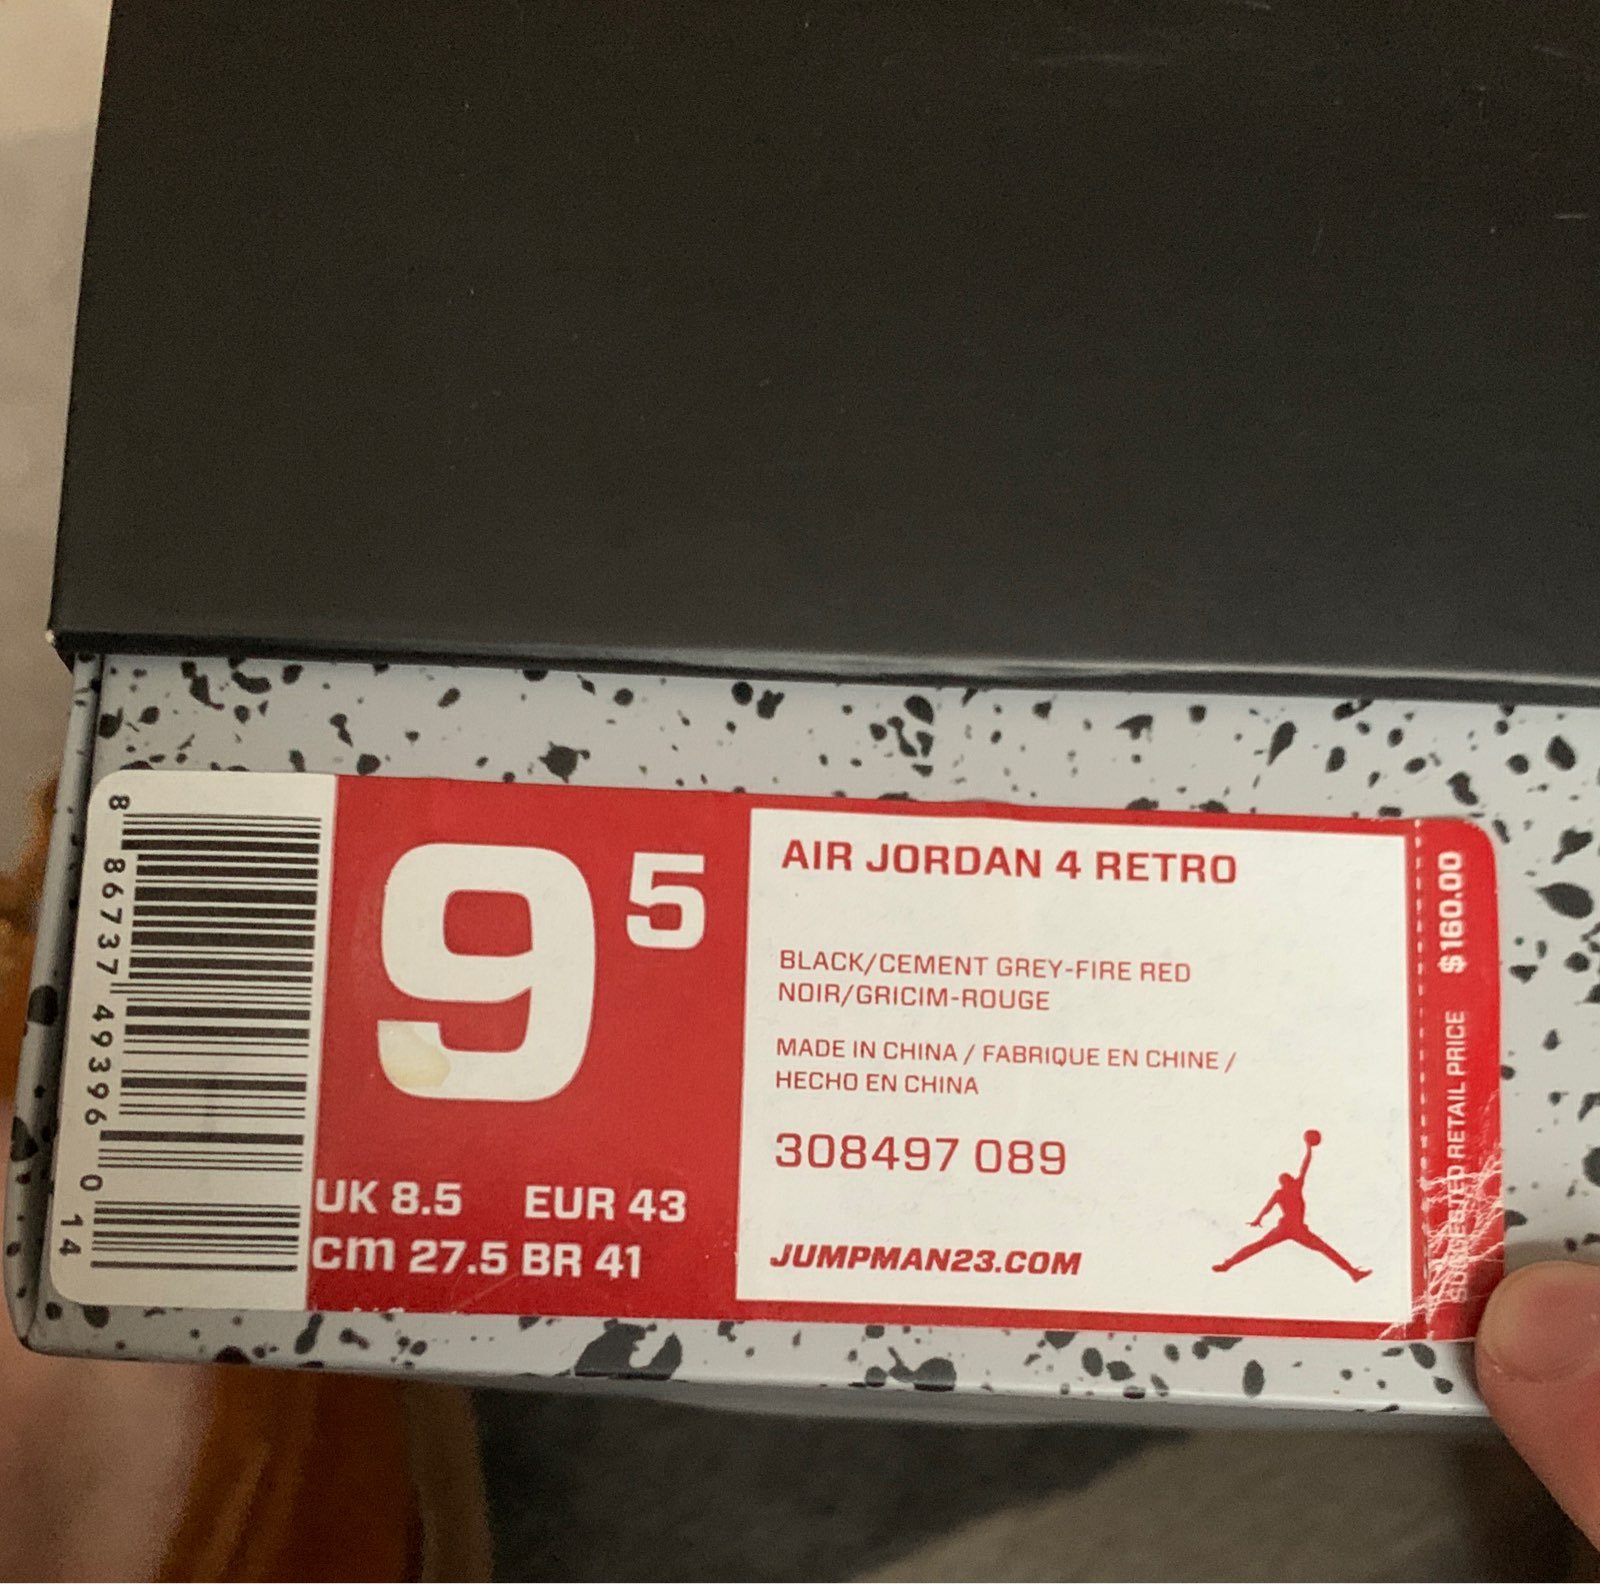 8 86737 49396 0 14
9 5
UK 8.5 EUR 43
cm 27.5 BR 41
AIR JORDAN 4 RETRO
BLACK/CEMENT GREY-FIRE RED
NOIR/GRICIM-ROUGE
MADE IN CHINA / FABRIQUE EN CHINE /
HECHO EN CHINA
308497 089
JUMPMAN23.COM
SUGGESTED RETAIL PRICE $160.00